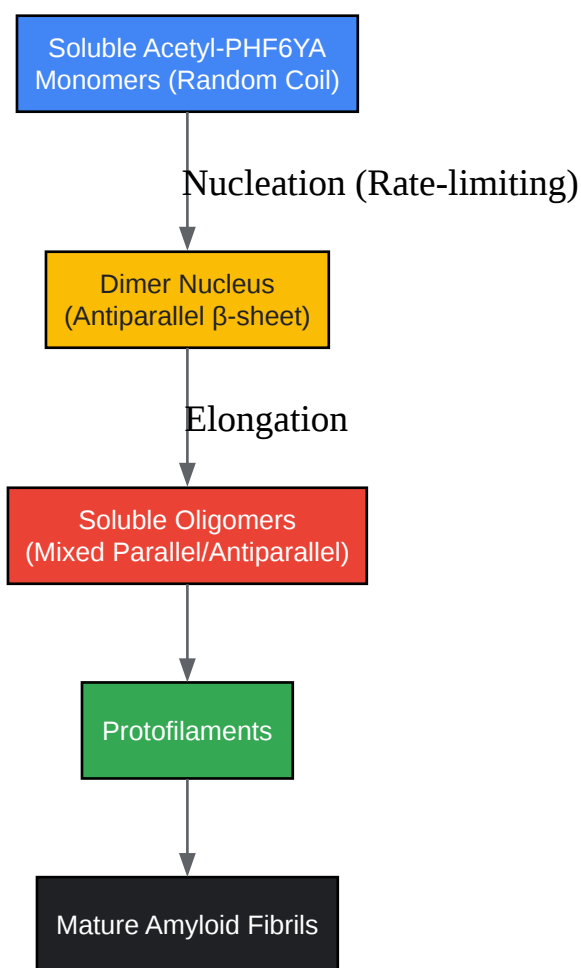 Soluble Acetyl-PHF6YA
Monomers (Random Coil)
Nucleation (Rate-limiting)
Dimer Nucleus
(Antiparallel β-sheet)
Elongation
Soluble Oligomers
(Mixed Parallel/Antiparallel)
Protofilaments
Mature Amyloid Fibrils